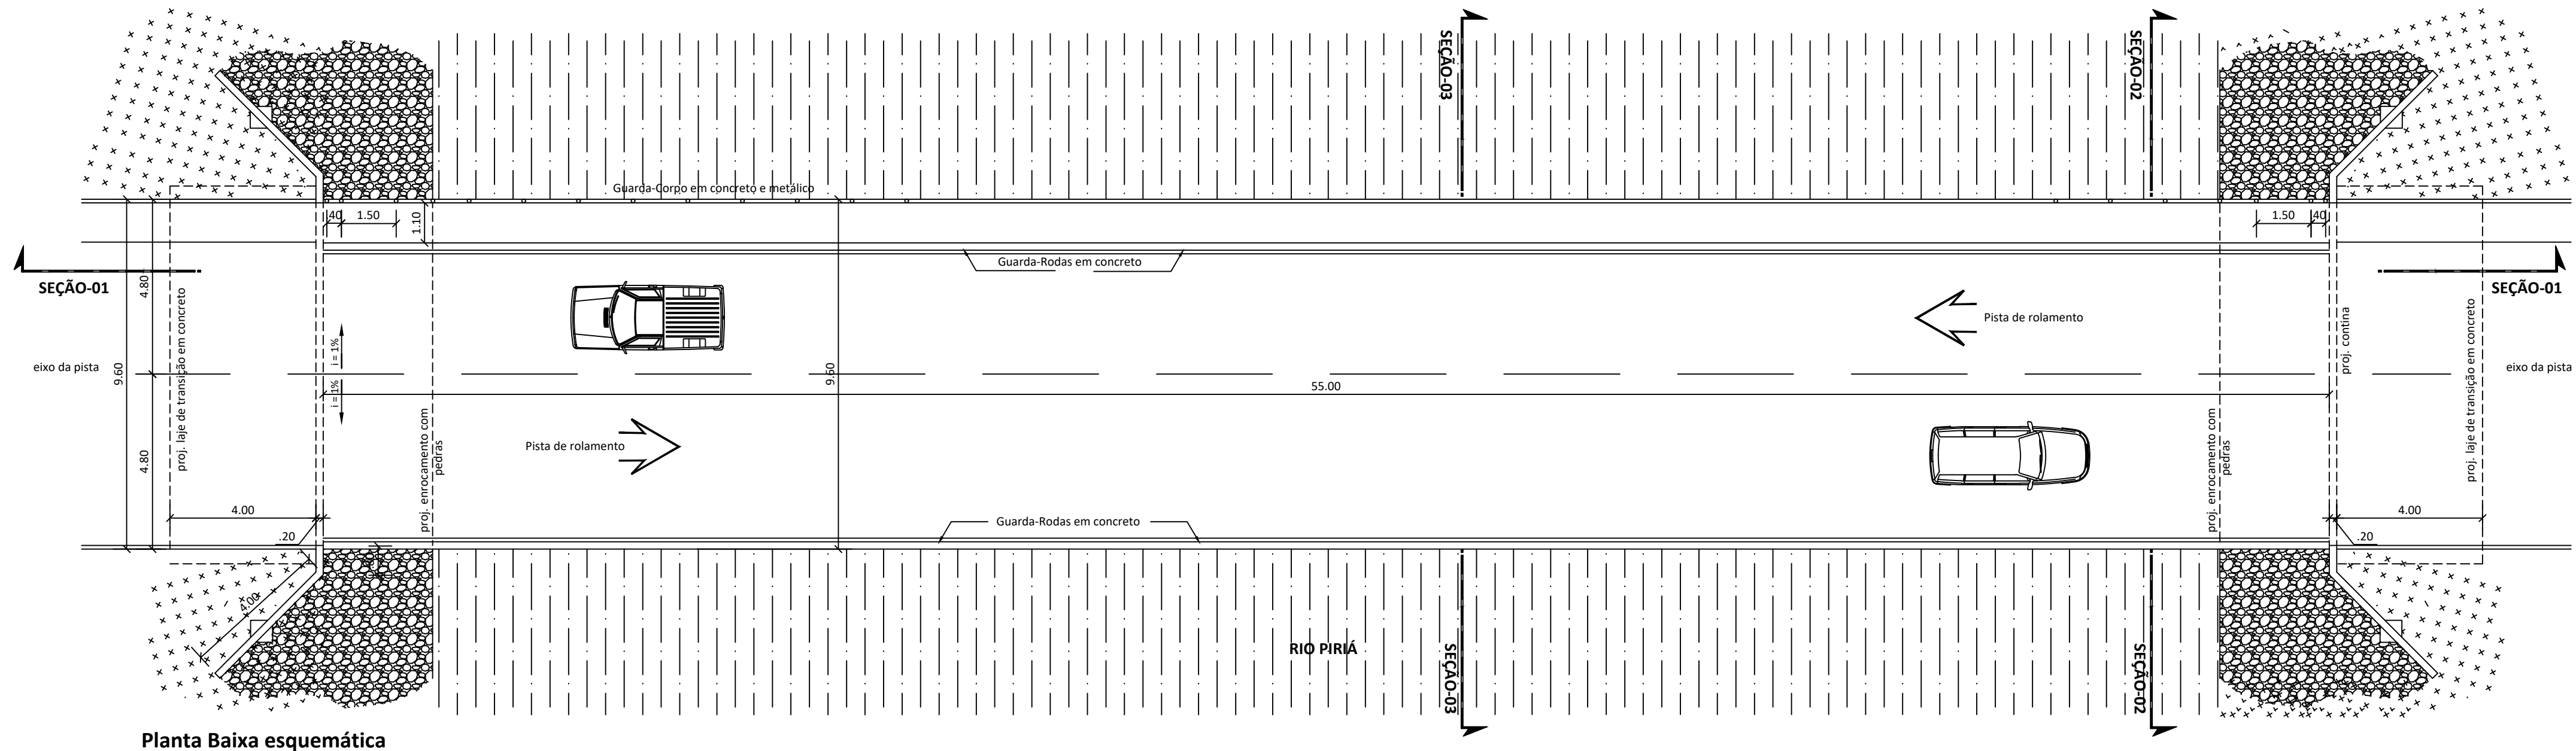 SEÇÃO-03
SEÇÃO-02
Guarda-Corpo em concreto e metálico
.40
1.50
1.10
1.50
.40
Guarda-Rodas em concreto
SEÇÃO-01
SEÇÃO-01
4.80
proj. laje de transição em concreto
i = 1%
i = 1%
Pista de rolamento
proj. contina
proj. laje de transição em concreto
eixo da pista
9.60
9.60
55.00
eixo da pista
4.80
proj. enrocamento com
pedras
Pista de rolamento
proj. enrocamento com
pedras
4.00
.20
Guarda-Rodas em concreto
4.00
.20
4.00
RIO PIRIÁ
SEÇÃO-03
SEÇÃO-02
Planta Baixa esquemática